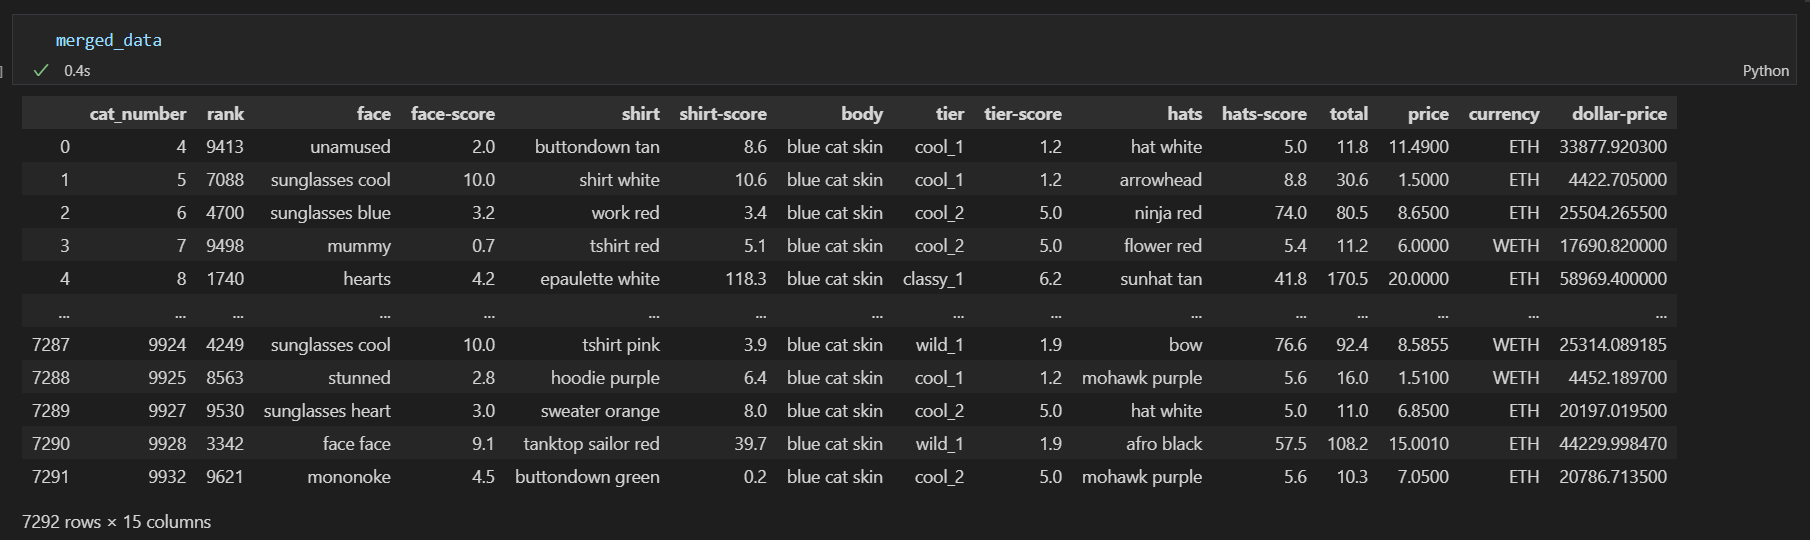 merged_data
0.4s
Python
cat_number rank face face-score shirt shirt-score body tier tier-score hats hats-score total price currency dollar-price
0 4 9413 unamused 2.0 buttondown tan 8.6 blue cat skin cool_1 1.2 hat white 5.0 11.8 11.4900 ETH 33877.920300
1 5 7088 sunglasses cool 10.0 shirt white 10.6 blue cat skin cool_1 1.2 arrowhead 8.8 30.6 1.5000 ETH 4422.705000
2 6 4700 sunglasses blue 3.2 work red 3.4 blue cat skin cool_2 5.0 ninja red 74.0 80.5 8.6500 ETH 25504.265500
3 7 9498 mummy 0.7 tshirt red 5.1 blue cat skin cool_2 5.0 flower red 5.4 11.2 6.0000 WETH 17690.820000
4 8 1740 hearts 4.2 epaulette white 118.3 blue cat skin classy_1 6.2 sunhat tan 41.8 170.5 20.0000 ETH 58969.400000
... ... ... ... ... ... ... ... ... ... ... ... ... ... ... ...
7287 9924 4249 sunglasses cool 10.0 tshirt pink 3.9 blue cat skin wild_1 1.9 bow 76.6 92.4 8.5855 WETH 25314.089185
7288 9925 8563 stunned 2.8 hoodie purple 6.4 blue cat skin cool_1 1.2 mohawk purple 5.6 16.0 1.5100 WETH 4452.189700
7289 9927 9530 sunglasses heart 3.0 sweater orange 8.0 blue cat skin cool_2 5.0 hat white 5.0 11.0 6.8500 ETH 20197.019500
7290 9928 3342 face face 9.1 tanktop sailor red 39.7 blue cat skin wild_1 1.9 afro black 57.5 108.2 15.0010 ETH 44229.998470
7291 9932 9621 mononoke 4.5 buttondown green 0.2 blue cat skin cool_2 5.0 mohawk purple 5.6 10.3 7.0500 ETH 20786.713500
7292 rows × 15 columns